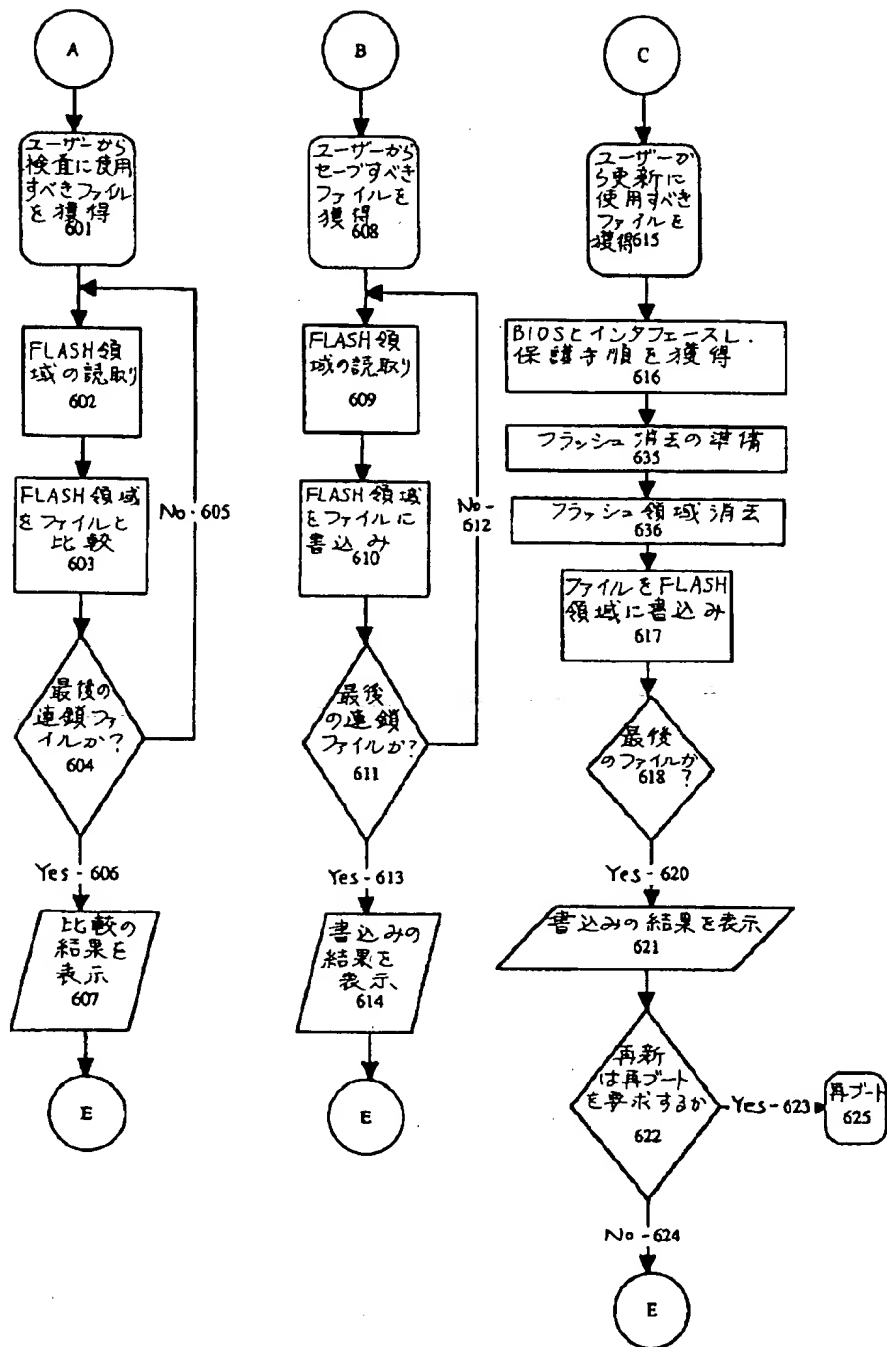 A
ユーザーから
検査に使用
すべきファイル
を獲得
601
FLASH領
域の読取り
602
FLASH領域
をファイルと
比較
603
No - 605
最後の
連鎖ファ
イルか?
604
Yes - 606
比較の
結果を
表示
607
E
B
ユーザーから
セーブすべき
ファイルを
獲得
608
FLASH領
域の読取り
609
FLASH領域
をファイルに
書込み
610
No -
612
最後
の連鎖
ファイルか?
611
Yes - 613
書込みの
結果を
表示
614
E
C
ユーザーか
ら更新に
使用すべき
ファイルを
獲得615
BIOSとインタフェースし、
保護手順を獲得
616
フラッシュ消去の準備
635
フラッシュ領域消去
636
ファイルをFLASH
領域に書込み
617
最後
のファイルか
618 ?
Yes - 620
書込みの結果を表示
621
再新
は再ブート
を要求するか
622
Yes - 623
再ブート
625
No - 624
E